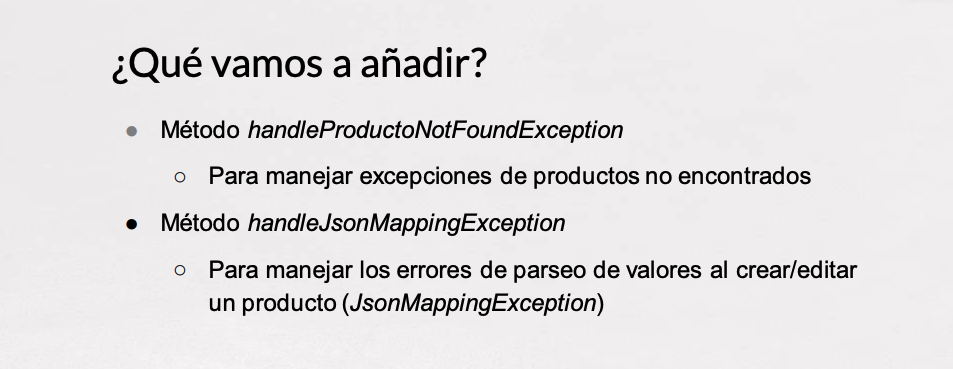 ¿Qué vamos a añadir?
● Método handleProductoNotFoundException
○ Para manejar excepciones de productos no encontrados
● Método handleJsonMappingException
○ Para manejar los errores de parseo de valores al crear/editar
un producto (JsonMappingException)